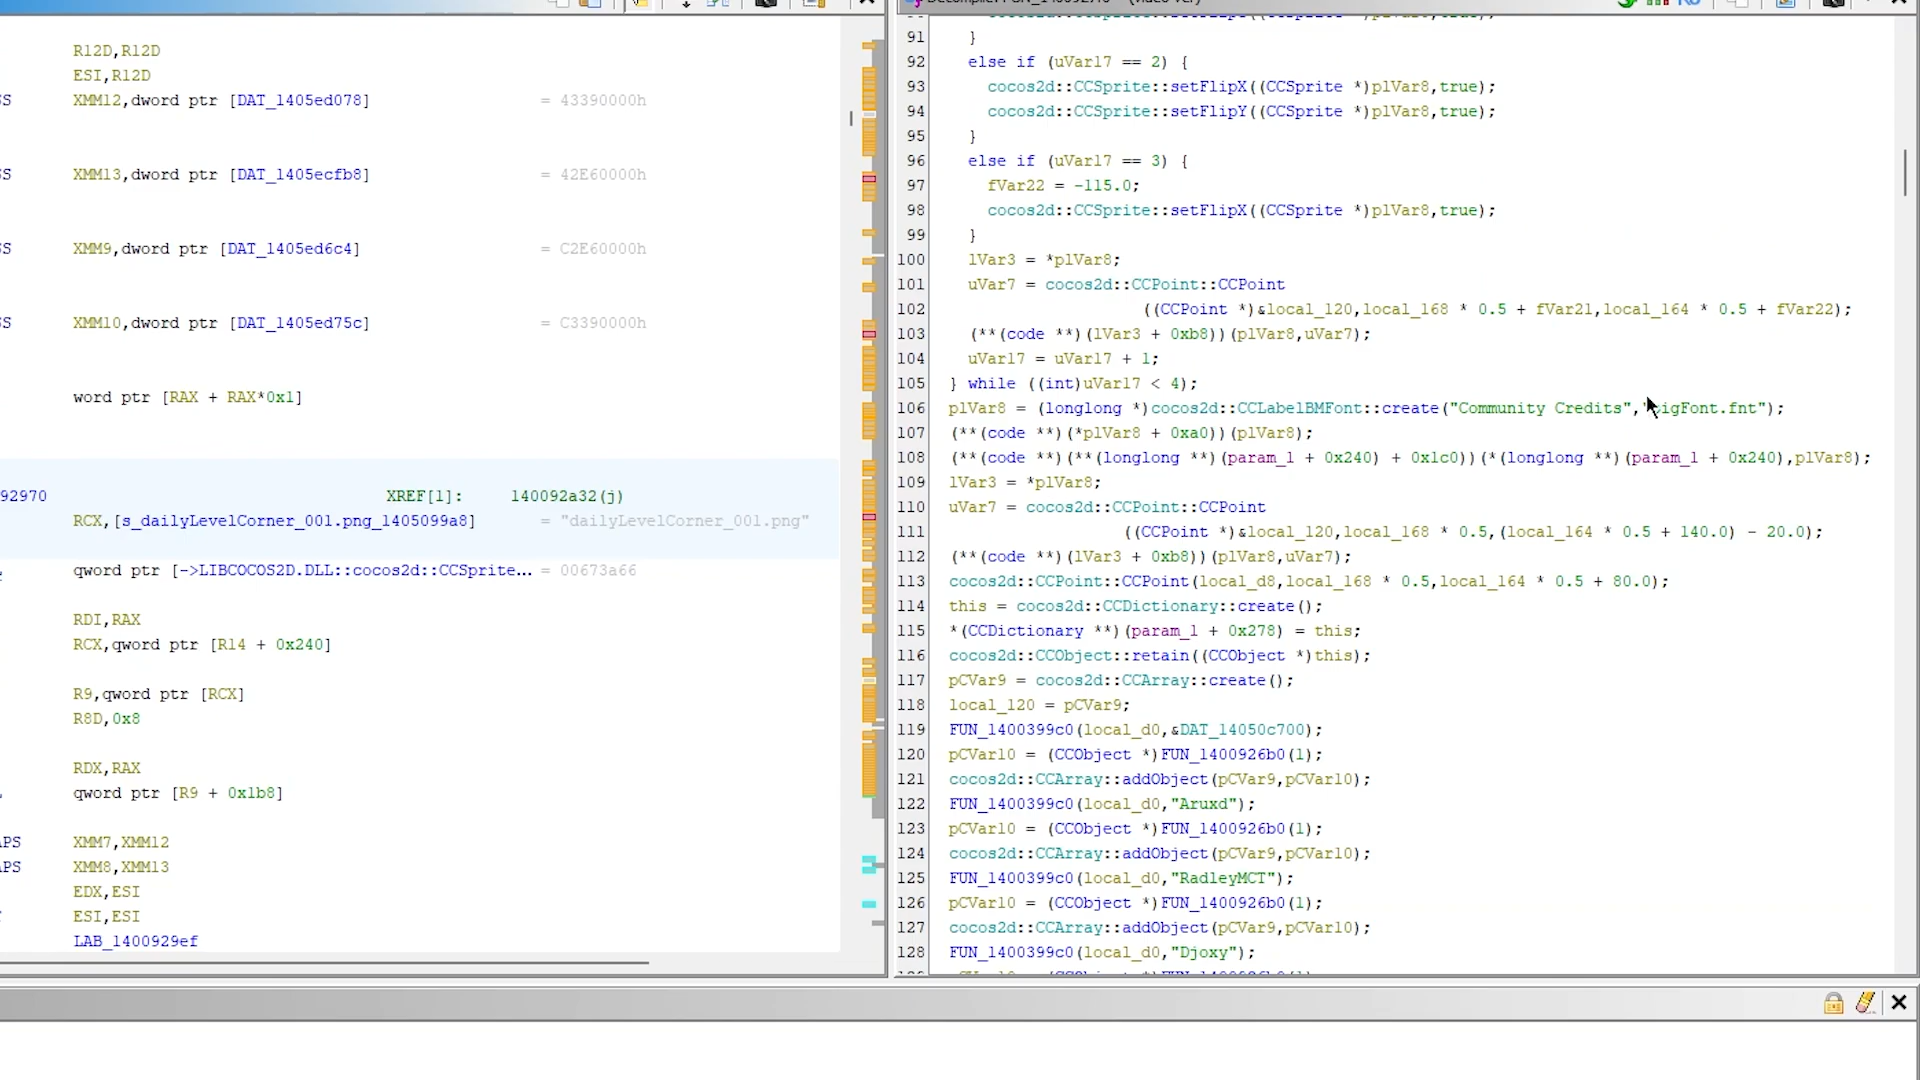 R12D,R12D
ESI,R12D
SS XMM12,dword ptr [DAT_1405ed078] = 43390000h
SS XMM13,dword ptr [DAT_1405ecfb8] = 42E60000h
SS XMM9,dword ptr [DAT_1405ed6c4] = C2E60000h
SS XMM10,dword ptr [DAT_1405ed75c] = C3390000h
word ptr [RAX + RAX*0x1]
92970 XREF[1]: 140092a32(j)
RCX,[s_dailyLevelCorner_001.png_1405099a8] = "dailyLevelCorner_001.png"
qword ptr [->LIBCOCOS2D.DLL::cocos2d::CCSprite... = 00673a66
RDI,RAX
RCX,qword ptr [R14 + 0x240]
R9,qword ptr [RCX]
R8D,0x8
RDX,RAX
qword ptr [R9 + 0x1b8]
APS XMM7,XMM12
APS XMM8,XMM13
EDX,ESI
ESI,ESI
LAB_1400929ef
91 }
92 else if (uVar17 == 2) {
93 cocos2d::CCSprite::setFlipX((CCSprite *)plVar8,true);
94 cocos2d::CCSprite::setFlipY((CCSprite *)plVar8,true);
95 }
96 else if (uVar17 == 3) {
97 fVar22 = -115.0;
98 cocos2d::CCSprite::setFlipX((CCSprite *)plVar8,true);
99 }
100 lVar3 = *plVar8;
101 uVar7 = cocos2d::CCPoint::CCPoint
102 ((CCPoint *)&local_120,local_168 * 0.5 + fVar21,local_164 * 0.5 + fVar22);
103 (**(code **)(lVar3 + 0xb8))(plVar8,uVar7);
104 uVar17 = uVar17 + 1;
105 } while ((int)uVar17 < 4);
106 plVar8 = (longlong *)cocos2d::CCLabelBMFont::create("Community Credits","bigFont.fnt");
107 (**(code **)(*plVar8 + 0xa0))(plVar8);
108 (**(code **)(**(longlong **)(param_1 + 0x240) + 0x1c0))(*(longlong **)(param_1 + 0x240),plVar8);
109 lVar3 = *plVar8;
110 uVar7 = cocos2d::CCPoint::CCPoint
111 ((CCPoint *)&local_120,local_168 * 0.5,(local_164 * 0.5 + 140.0) - 20.0);
112 (**(code **)(lVar3 + 0xb8))(plVar8,uVar7);
113 cocos2d::CCPoint::CCPoint(local_d8,local_168 * 0.5,local_164 * 0.5 + 80.0);
114 this = cocos2d::CCDictionary::create();
115 *(CCDictionary **)(param_1 + 0x278) = this;
116 cocos2d::CCObject::retain((CCObject *)this);
117 pCVar9 = cocos2d::CCArray::create();
118 local_120 = pCVar9;
119 FUN_1400399c0(local_d0,&DAT_14050c700);
120 pCVar10 = (CCObject *)FUN_1400926b0(1);
121 cocos2d::CCArray::addObject(pCVar9,pCVar10);
122 FUN_1400399c0(local_d0,"Aruxd");
123 pCVar10 = (CCObject *)FUN_1400926b0(1);
124 cocos2d::CCArray::addObject(pCVar9,pCVar10);
125 FUN_1400399c0(local_d0,"RadleyMCT");
126 pCVar10 = (CCObject *)FUN_1400926b0(1);
127 cocos2d::CCArray::addObject(pCVar9,pCVar10);
128 FUN_1400399c0(local_d0,"Djoxy");